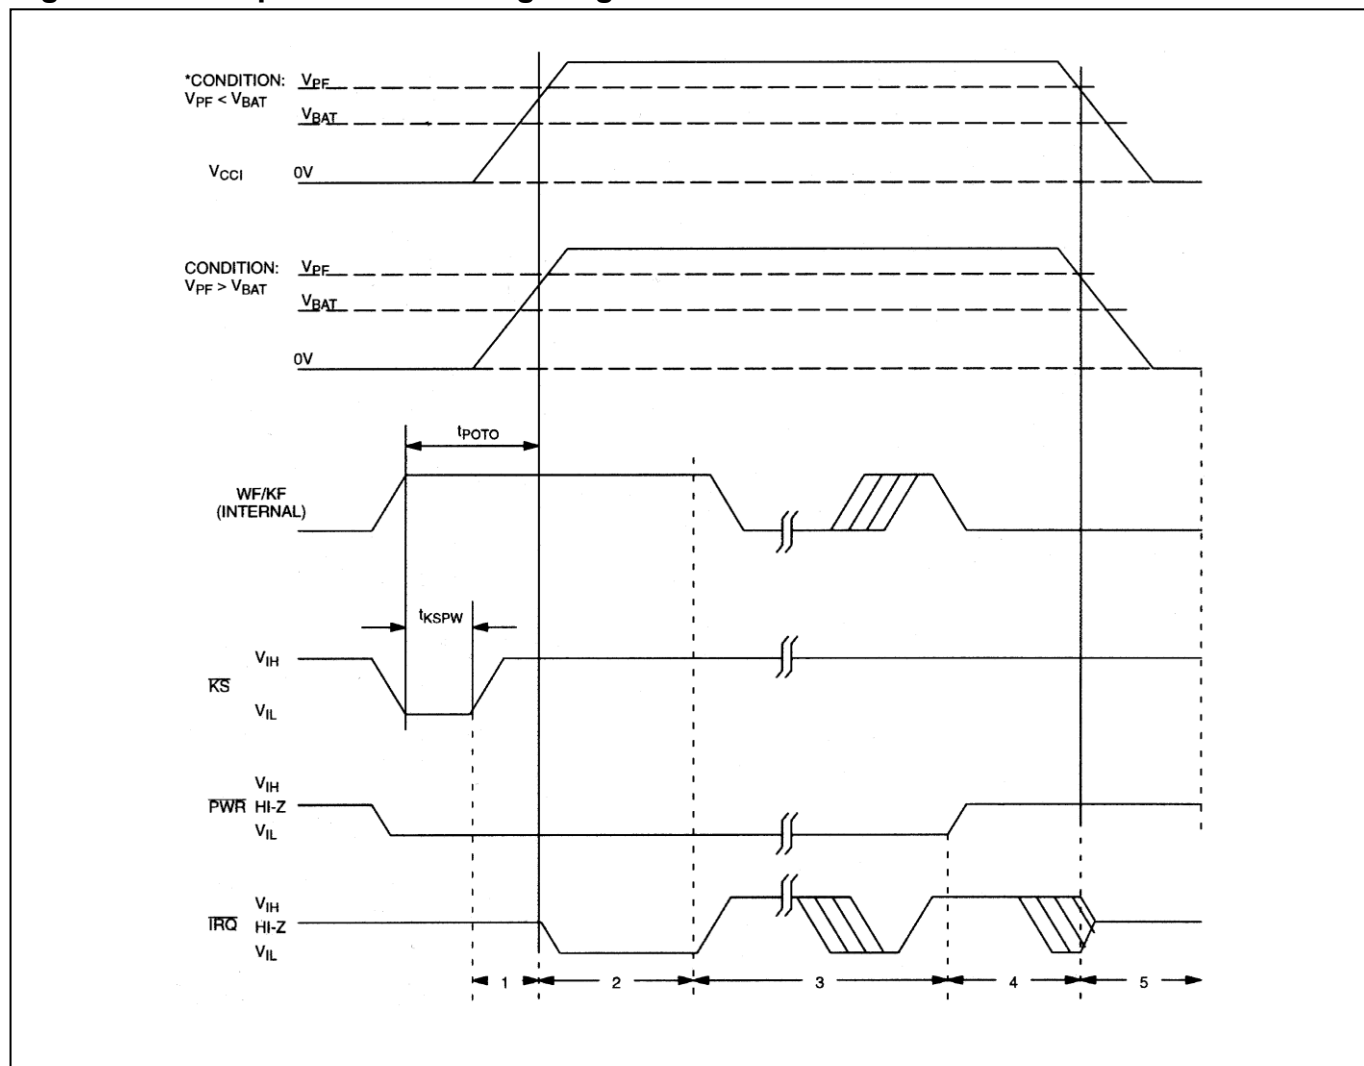 *CONDITION: VPF
VPF < VBAT
VBAT
VCCI 0V
CONDITION: VPF
VPF > VBAT
VBAT
0V
tPOTO
WF/KF
(INTERNAL)
tKSPW
VIH
KS
VIL
VIH
PWR HI-Z
VIL
VIH
IRQ HI-Z
VIL
1 2 3 4 5